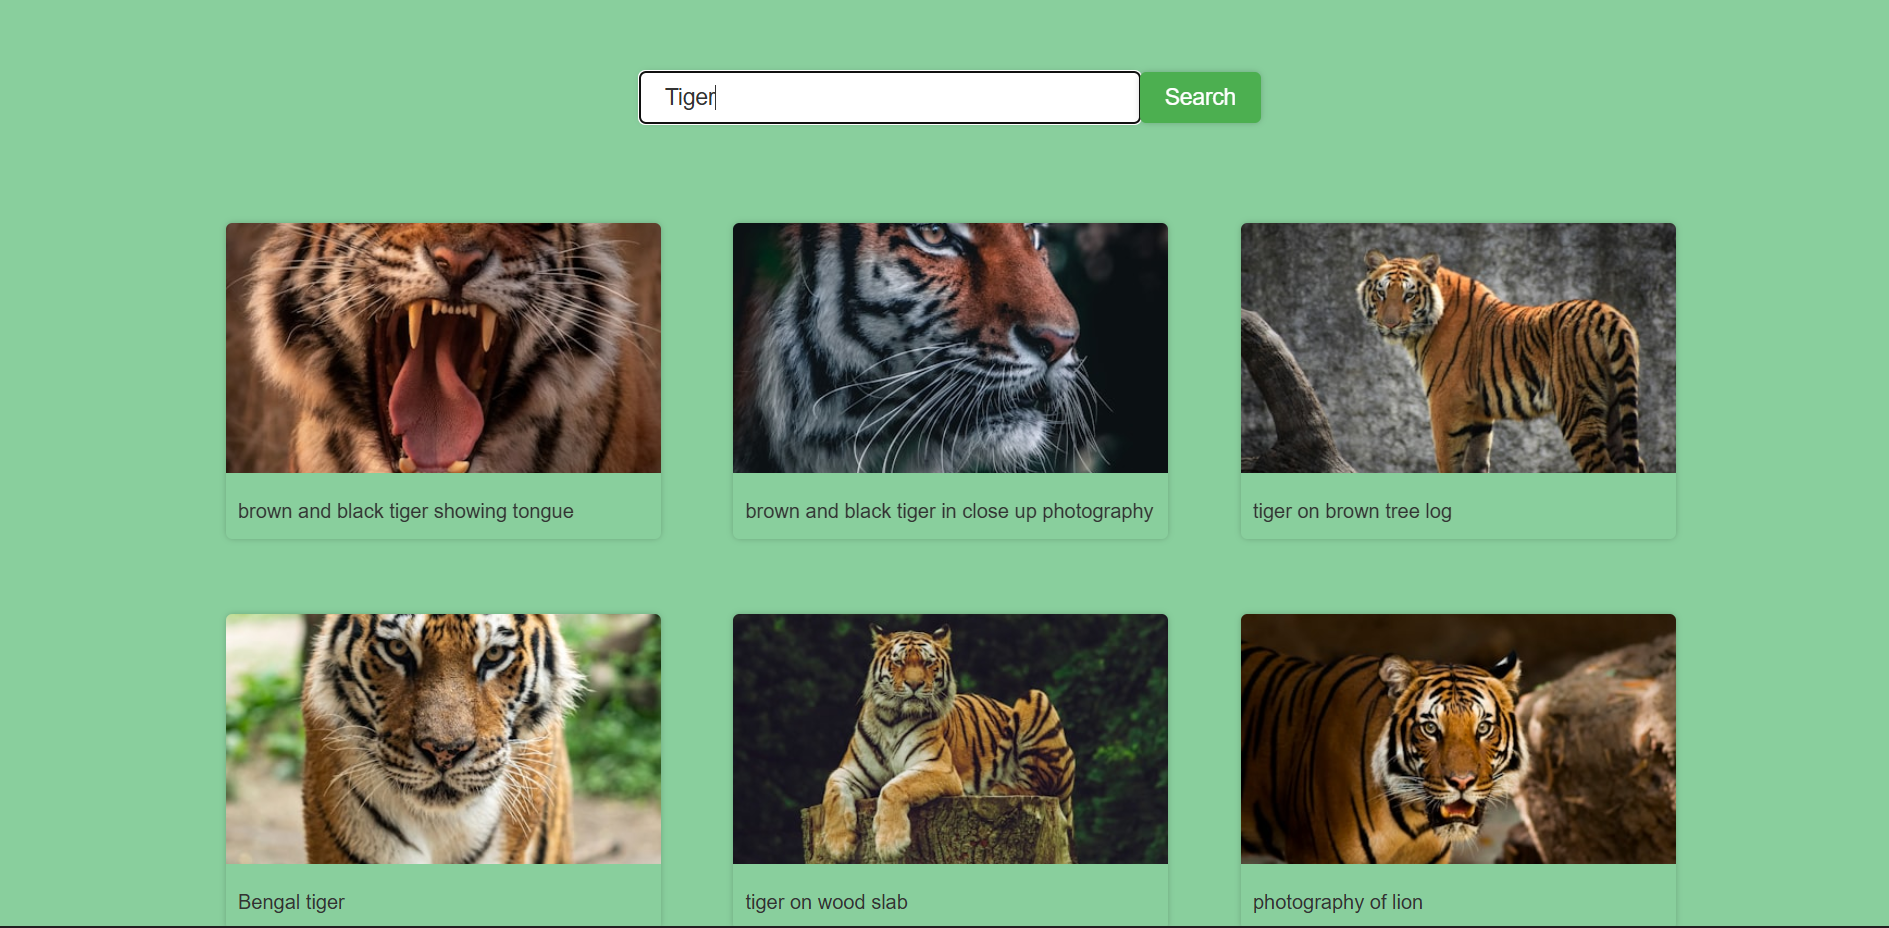 Tiger
Search
brown and black tiger showing tongue
brown and black tiger in close up photography
tiger on brown tree log
Bengal tiger
tiger on wood slab
photography of lion